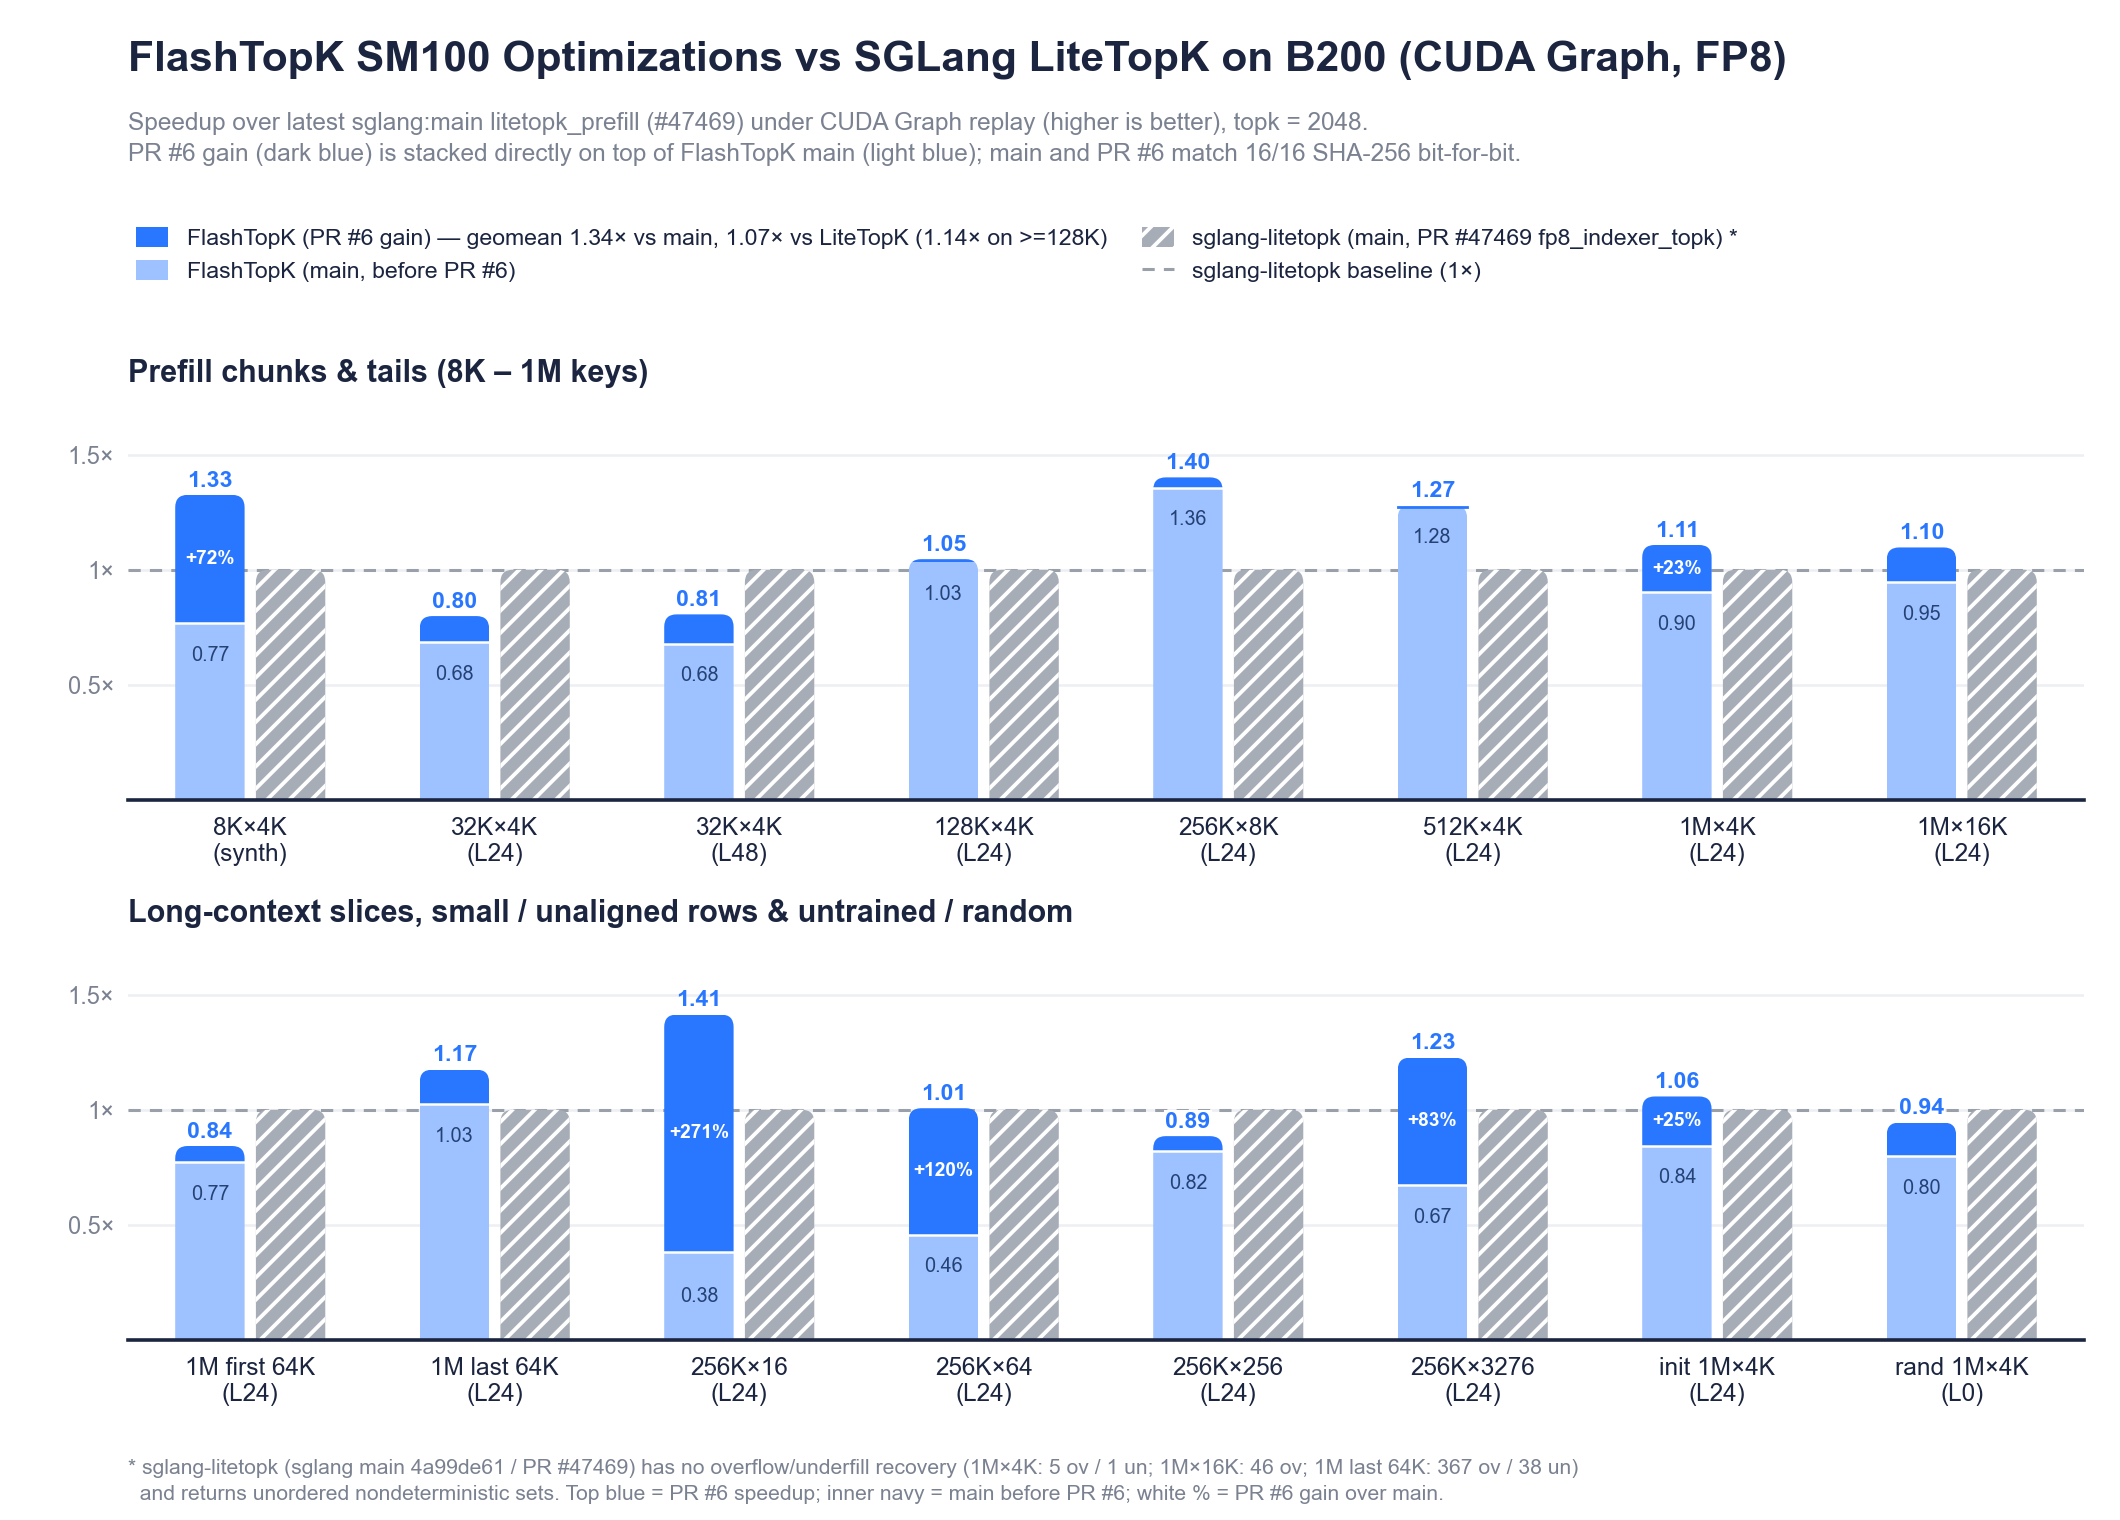 FlashTopK SM100 Optimizations vs SGLang LiteTopK on B200 (CUDA Graph, FP8)
Speedup over latest sglang:main litetopk_prefill (#47469) under CUDA Graph replay (higher is better), topk = 2048.
PR #6 gain (dark blue) is stacked directly on top of FlashTopK main (light blue); main and PR #6 match 16/16 SHA-256 bit-for-bit.
FlashTopK (PR #6 gain) — geomean 1.34× vs main, 1.07× vs LiteTopK (1.14× on >=128K)
FlashTopK (main, before PR #6)
sglang-litetopk (main, PR #47469 fp8_indexer_topk) *
sglang-litetopk baseline (1×)
Prefill chunks & tails (8K – 1M keys)
1.5×
1×
0.5×
1.33
+72%
0.77
0.80
0.68
0.81
0.68
1.05
1.03
1.40
1.36
1.27
1.28
1.11
+23%
0.90
1.10
0.95
8K×4K
(synth)
32K×4K
(L24)
32K×4K
(L48)
128K×4K
(L24)
256K×8K
(L24)
512K×4K
(L24)
1M×4K
(L24)
1M×16K
(L24)
Long-context slices, small / unaligned rows & untrained / random
1.5×
1×
0.5×
0.84
0.77
1.17
1.03
1.41
+271%
0.38
1.01
+120%
0.46
0.89
0.82
1.23
+83%
0.67
1.06
+25%
0.84
0.94
0.80
1M first 64K
(L24)
1M last 64K
(L24)
256K×16
(L24)
256K×64
(L24)
256K×256
(L24)
256K×3276
(L24)
init 1M×4K
(L24)
rand 1M×4K
(L0)
* sglang-litetopk (sglang main 4a99de61 / PR #47469) has no overflow/underfill recovery (1M×4K: 5 ov / 1 un; 1M×16K: 46 ov; 1M last 64K: 367 ov / 38 un)
and returns unordered nondeterministic sets. Top blue = PR #6 speedup; inner navy = main before PR #6; white % = PR #6 gain over main.